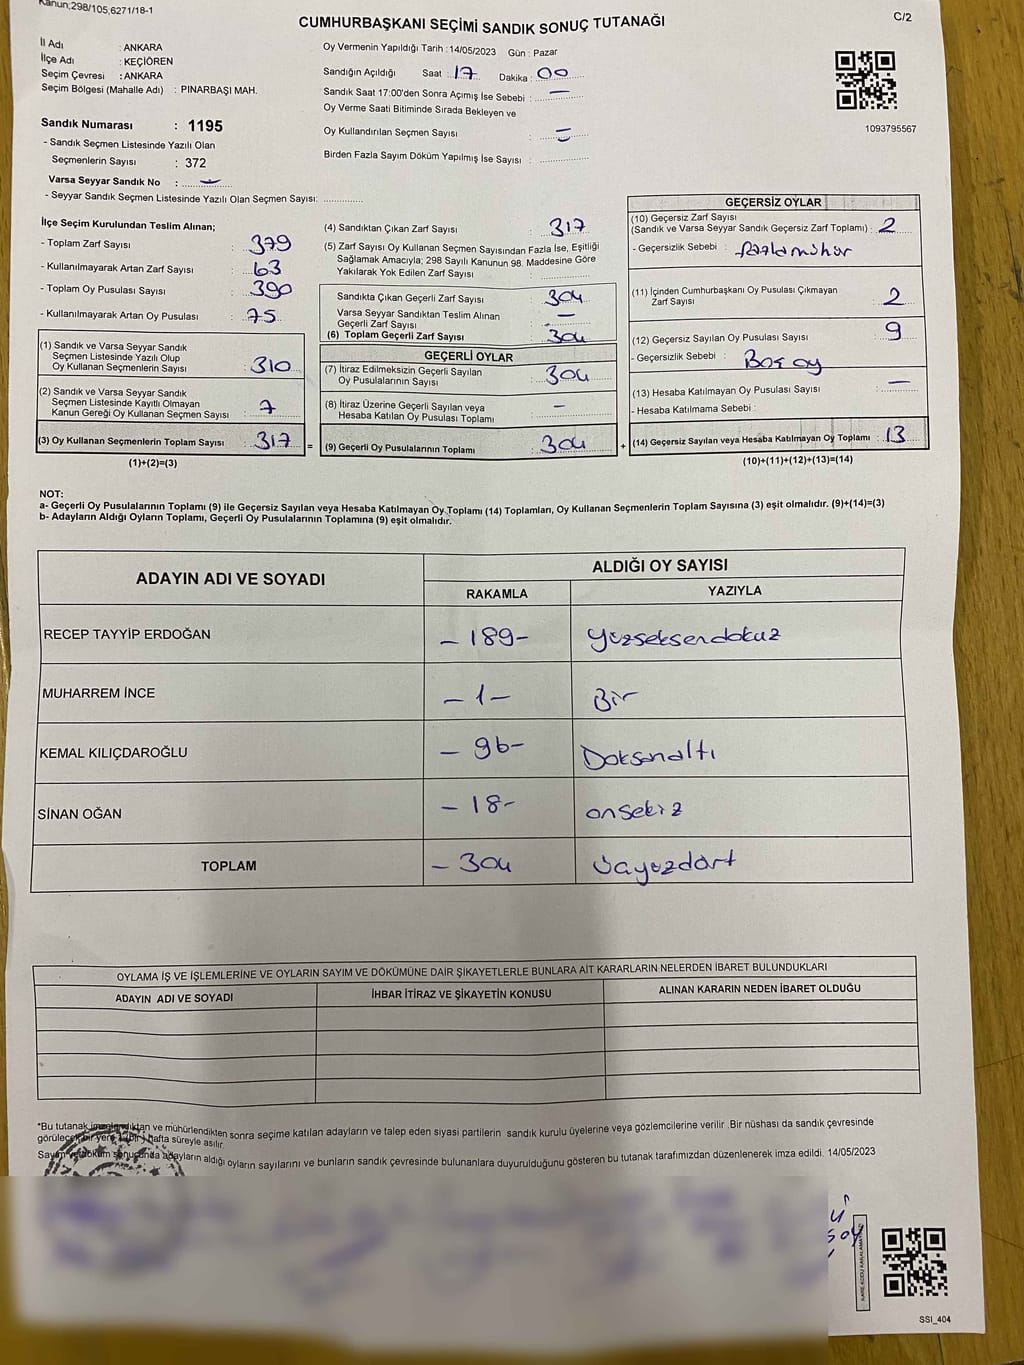 Kanun;298/105,6271/18-1
C/2
CUMHURBAŞKANI SEÇİMİ SANDIK SONUÇ TUTANAĞI
İl Adı : ANKARA
İlçe Adı : KEÇİÖREN
Seçim Çevresi : ANKARA
Seçim Bölgesi (Mahalle Adı) : PINARBAŞI MAH.
Sandık Numarası : 1195
- Sandık Seçmen Listesinde Yazılı Olan
Seçmenlerin Sayısı : 372
Varsa Seyyar Sandık No : —
- Seyyar Sandık Seçmen Listesinde Yazılı Olan Seçmen Sayısı: ..............
Oy Vermenin Yapıldığı Tarih : 14/05/2023 Gün : Pazar
Sandığın Açıldığı Saat : 17 Dakika : 00
Sandık Saat 17:00'den Sonra Açımış İse Sebebi : —
Oy Verme Saati Bitiminde Sırada Bekleyen ve
Oy Kullandırılan Seçmen Sayısı : —
Birden Fazla Sayım Döküm Yapılmış İse Sayısı : ..............
1093795567
İlçe Seçim Kurulundan Teslim Alınan;
- Toplam Zarf Sayısı : 379
- Kullanılmayarak Artan Zarf Sayısı : 63
- Toplam Oy Pusulası Sayısı : 390
- Kullanılmayarak Artan Oy Pusulası : 75
(1) Sandık ve Varsa Seyyar Sandık
Seçmen Listesinde Yazılı Olup
Oy Kullanan Seçmenlerin Sayısı : 310
(2) Sandık ve Varsa Seyyar Sandık
Seçmen Listesinde Kayıtlı Olmayan
Kanun Gereği Oy Kullanan Seçmen Sayısı : 7
(3) Oy Kullanan Seçmenlerin Toplam Sayısı : 317 =
(1)+(2)=(3)
(4) Sandıktan Çıkan Zarf Sayısı : 317
(5) Zarf Sayısı Oy Kullanan Seçmen Sayısından Fazla İse, Eşitliği
Sağlamak Amacıyla; 298 Sayılı Kanunun 98. Maddesine Göre
Yakılarak Yok Edilen Zarf Sayısı : ..............
Sandıkta Çıkan Geçerli Zarf Sayısı : 304
Varsa Seyyar Sandıktan Teslim Alınan
Geçerli Zarf Sayısı : —
(6) Toplam Geçerli Zarf Sayısı : 304
GEÇERLİ OYLAR
(7) İtiraz Edilmeksizin Geçerli Sayılan
Oy Pusulalarının Sayısı : 304
(8) İtiraz Üzerine Geçerli Sayılan veya
Hesaba Katılan Oy Pusulası Toplamı : —
(9) Geçerli Oy Pusulalarının Toplamı : 304 +
GEÇERSİZ OYLAR
(10) Geçersiz Zarf Sayısı
(Sandık ve Varsa Seyyar Sandık Geçersiz Zarf Toplamı) : 2
- Geçersizlik Sebebi : fazla mühür
(11) İçinden Cumhurbaşkanı Oy Pusulası Çıkmayan
Zarf Sayısı : 2
(12) Geçersiz Sayılan Oy Pusulası Sayısı : 9
- Geçersizlik Sebebi : Boş oy
(13) Hesaba Katılmayan Oy Pusulası Sayısı : —
- Hesaba Katılmama Sebebi :
(14) Geçersiz Sayılan veya Hesaba Katılmayan Oy Toplamı : 13
(10)+(11)+(12)+(13)=(14)
NOT:
a- Geçerli Oy Pusulalarının Toplamı (9) ile Geçersiz Sayılan veya Hesaba Katılmayan Oy Toplamı (14) Toplamları, Oy Kullanan Seçmenlerin Toplam Sayısına (3) eşit olmalıdır. (9)+(14)=(3)
b- Adayların Aldığı Oyların Toplamı, Geçerli Oy Pusulalarının Toplamına (9) eşit olmalıdır.
ADAYIN ADI VE SOYADI ALDIĞI OY SAYISI
RAKAMLA YAZIYLA
RECEP TAYYİP ERDOĞAN - 189 - yüzseksendokuz
MUHARREM İNCE - 1 - Bir
KEMAL KILIÇDAROĞLU - 96 - Doksanaltı
SİNAN OĞAN - 18 - onsekiz
TOPLAM - 304 üçyüzdört
OYLAMA İŞ VE İŞLEMLERİNE VE OYLARIN SAYIM VE DÖKÜMÜNE DAİR ŞİKAYETLERLE BUNLARA AİT KARARLARIN NELERDEN İBARET BULUNDUKLARI
ADAYIN ADI VE SOYADI İHBAR İTİRAZ VE ŞİKAYETİN KONUSU ALINAN KARARIN NEDEN İBARET OLDUĞU
*Bu tutanak imzalandıktan ve mühürlendikten sonra seçime katılan adayların ve talep eden siyasi partilerin sandık kurulu üyelerine veya gözlemcilerine verilir .Bir nüshası da sandık çevresinde
görülecek bir yere 1 (bir) hafta süreyle asılır.
Sayım ve döküm sonucunda adayların aldığı oyların sayılarını ve bunların sandık çevresinde bulunanlara duyurulduğunu gösteren bu tutanak tarafımızdan düzenlenerek imza edildi. 14/05/2023
SSI_404